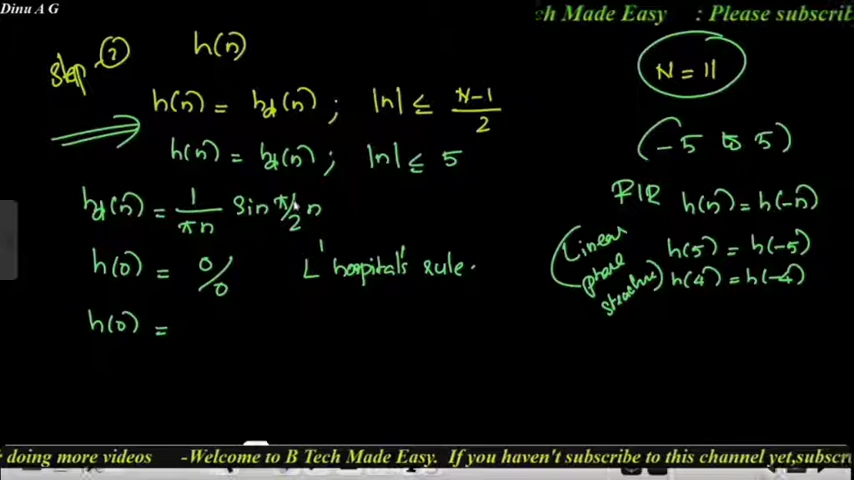 Dinu A G
ch Made Easy : Please subscrib
Step - 2
h(n)
h(n) = hd(n) ; |n| ≤ N-1/2
h(n) = hd(n) ; |n| ≤ 5
hd(n) = 1/πn sin π/2 n
h(0) = 0/0 L' hospital's rule.
h(0) =
N = 11
(-5 to 5)
FIR h(n) = h(-n)
(Linear phase structure)
h(5) = h(-5)
h(4) = h(-4)
doing more videos -Welcome to B Tech Made Easy. If you haven't subscribe to this channel yet,subscr